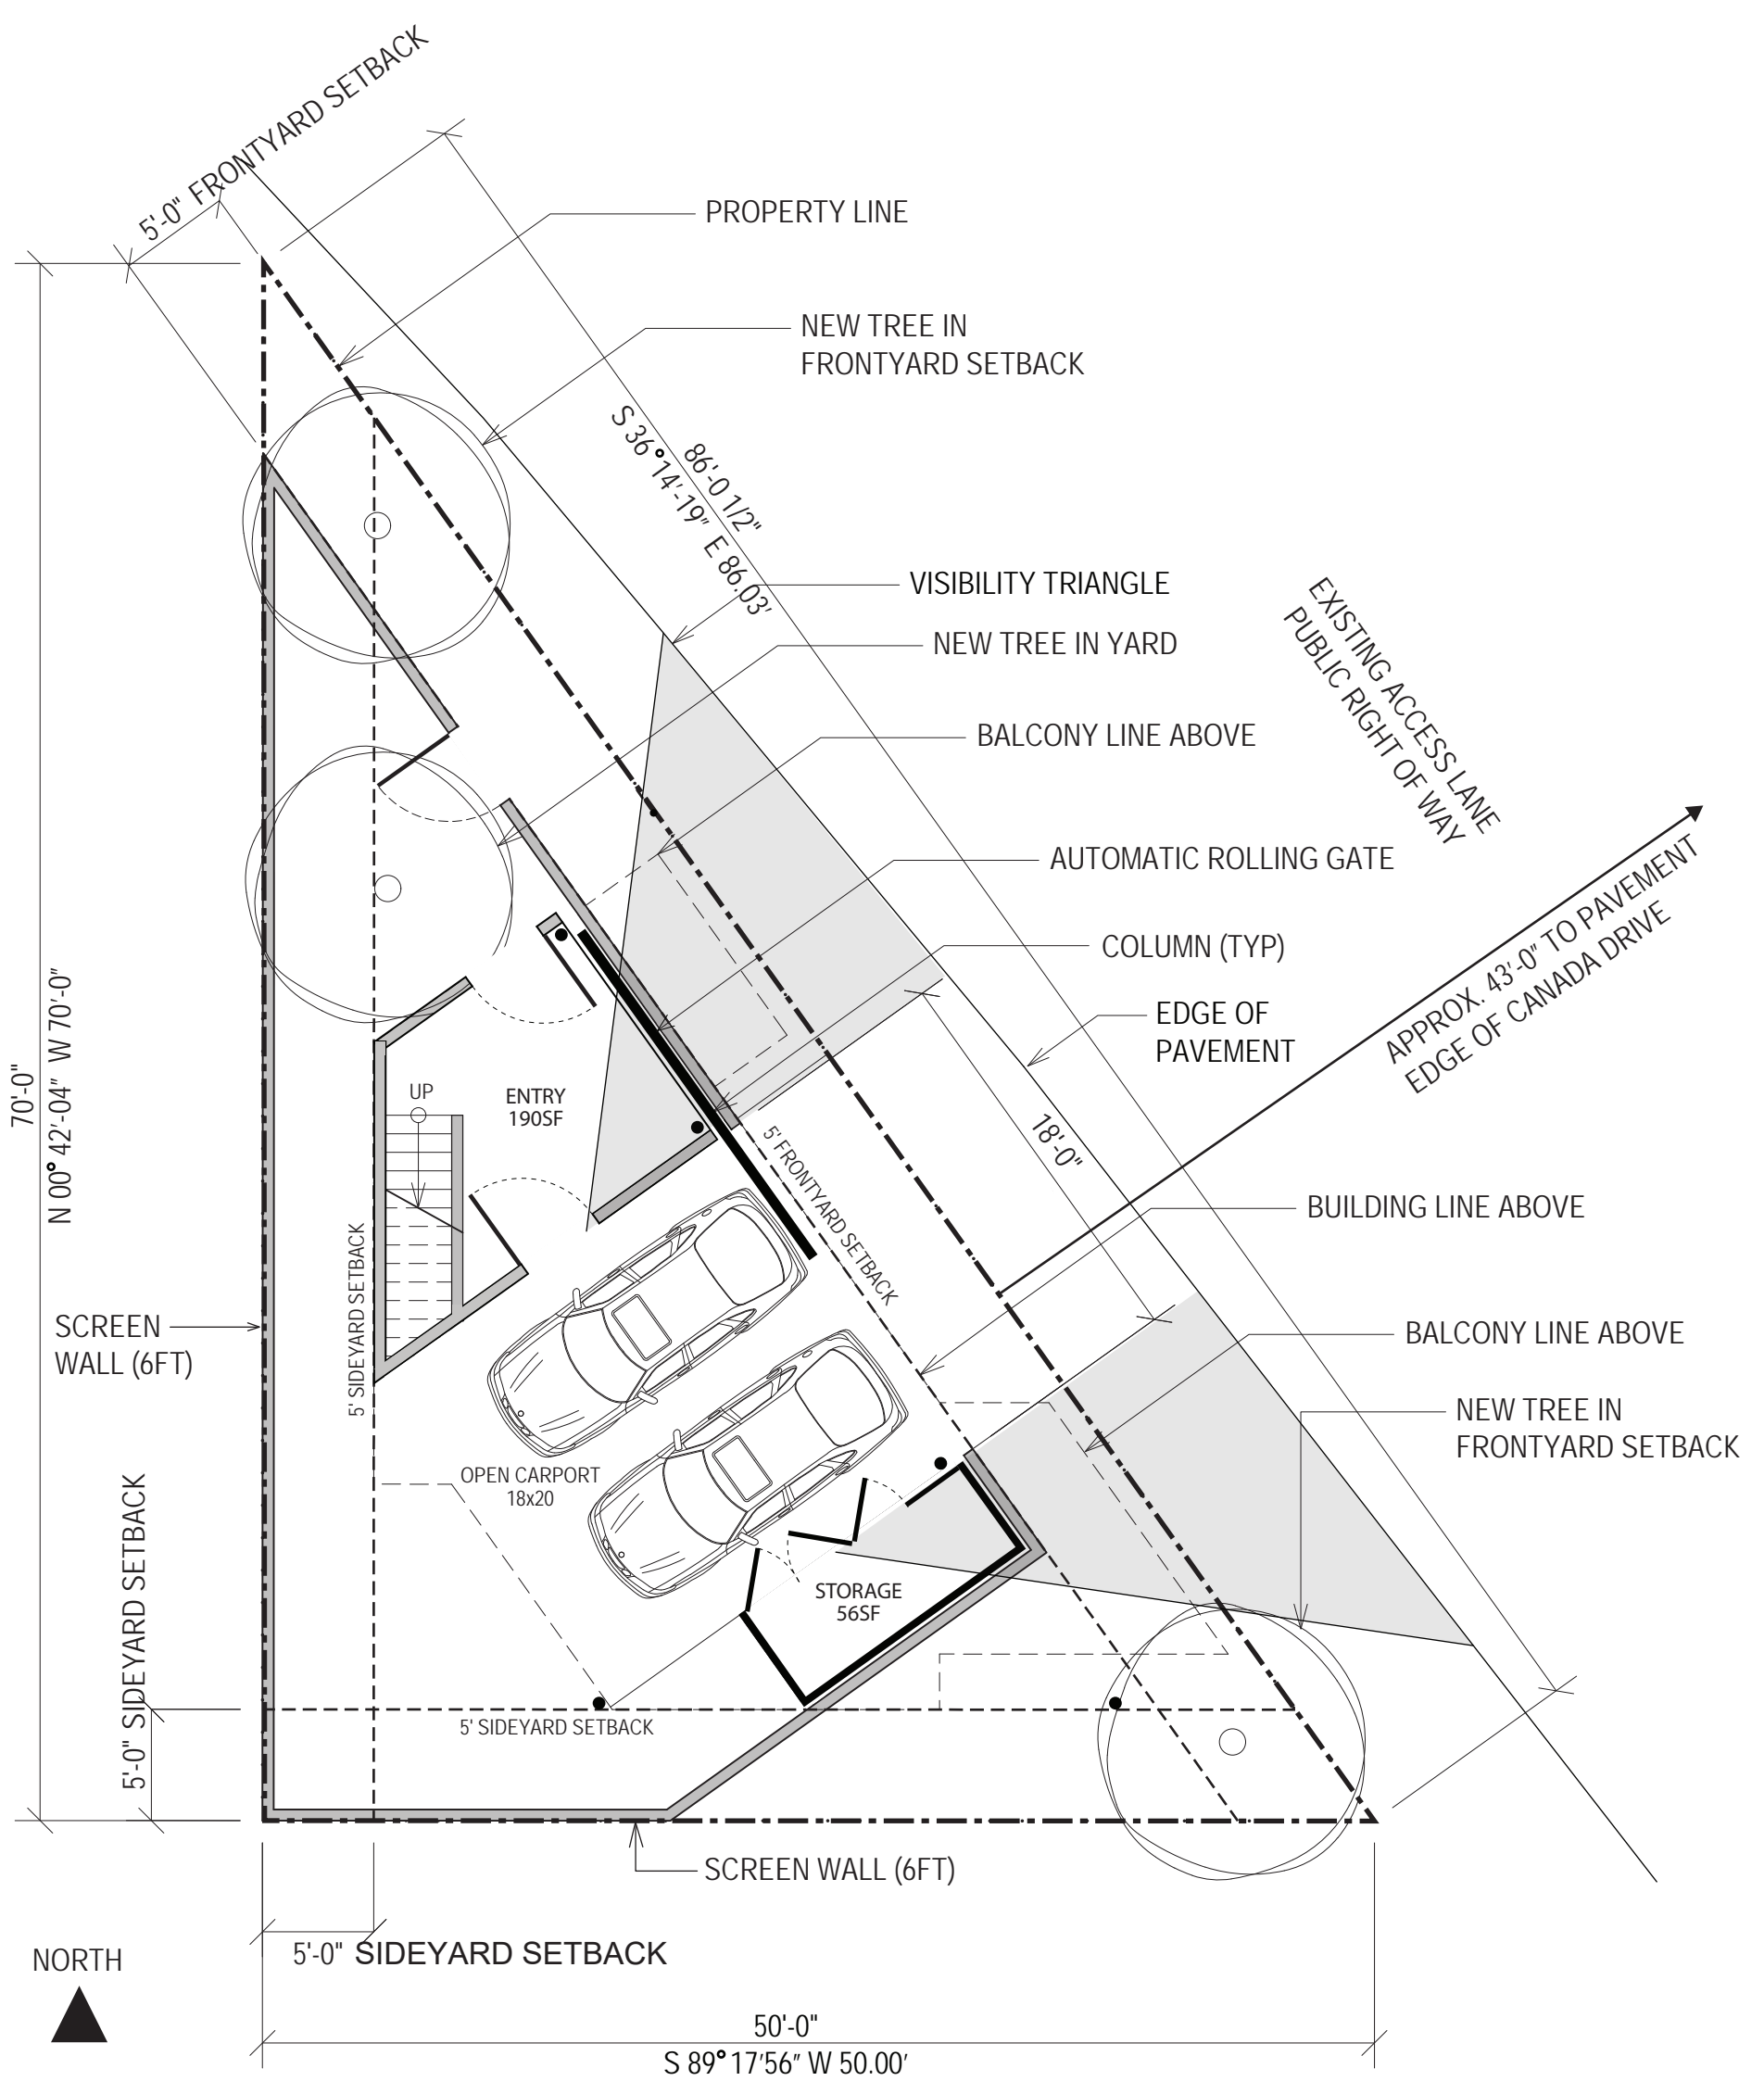 5'-0" FRONTYARD SETBACK
PROPERTY LINE
NEW TREE IN
FRONTYARD SETBACK
86'-0 1/2"
S 36°14'-19" E 86.03'
VISIBILITY TRIANGLE
NEW TREE IN YARD
EXISTING ACCESS LANE
PUBLIC RIGHT OF WAY
BALCONY LINE ABOVE
AUTOMATIC ROLLING GATE
APPROX. 43'-0" TO PAVEMENT
EDGE OF CANADA DRIVE
COLUMN (TYP)
EDGE OF
PAVEMENT
70'-0"
N 00° 42'-04" W 70'-0"
UP
ENTRY
190SF
5' FRONTYARD SETBACK
18'-0"
BUILDING LINE ABOVE
5' SIDEYARD SETBACK
SCREEN
WALL (6FT)
BALCONY LINE ABOVE
NEW TREE IN
FRONTYARD SETBACK
OPEN CARPORT
18x20
STORAGE
56SF
5'-0" SIDEYARD SETBACK
5' SIDEYARD SETBACK
SCREEN WALL (6FT)
5'-0" SIDEYARD SETBACK
NORTH
50'-0"
S 89° 17'56" W 50.00'